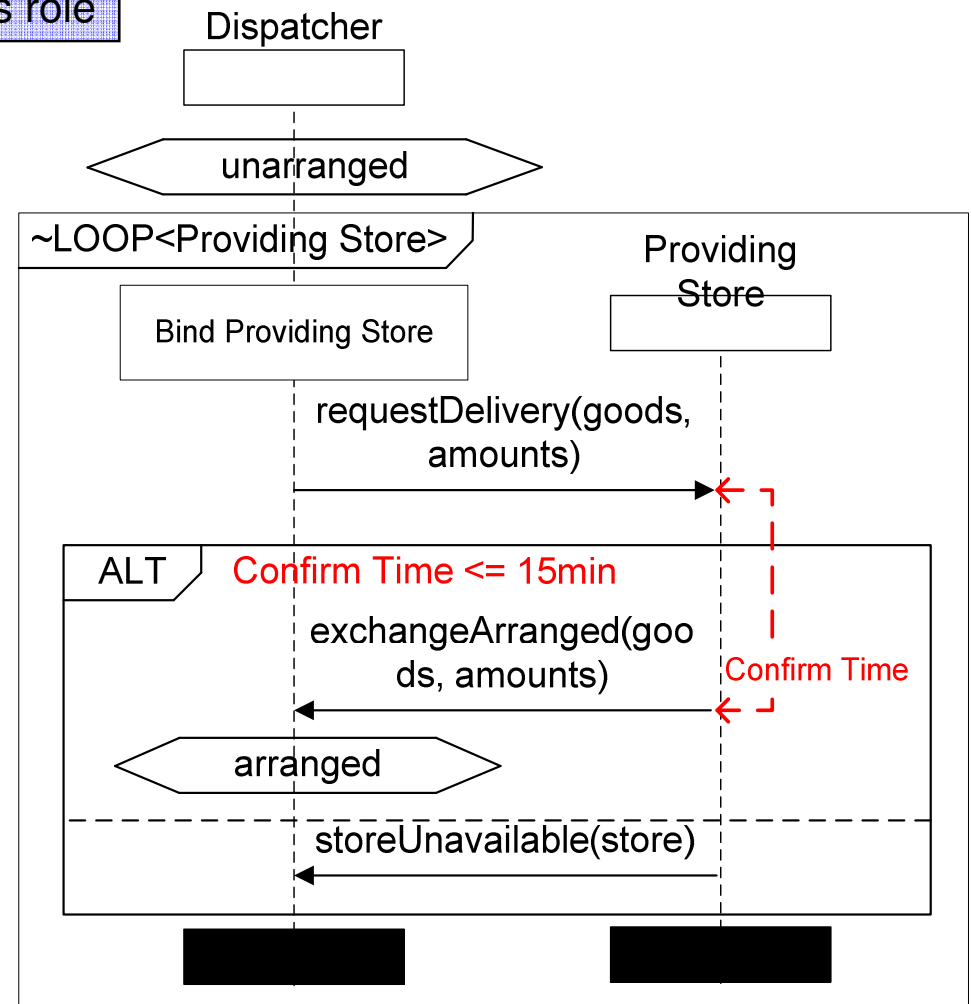 s role
Dispatcher
unarranged
~LOOP<Providing Store>
Providing
Store
Bind Providing Store
requestDelivery(goods,
amounts)
ALT
Confirm Time <= 15min
exchangeArranged(goo
ds, amounts)
Confirm Time
arranged
storeUnavailable(store)